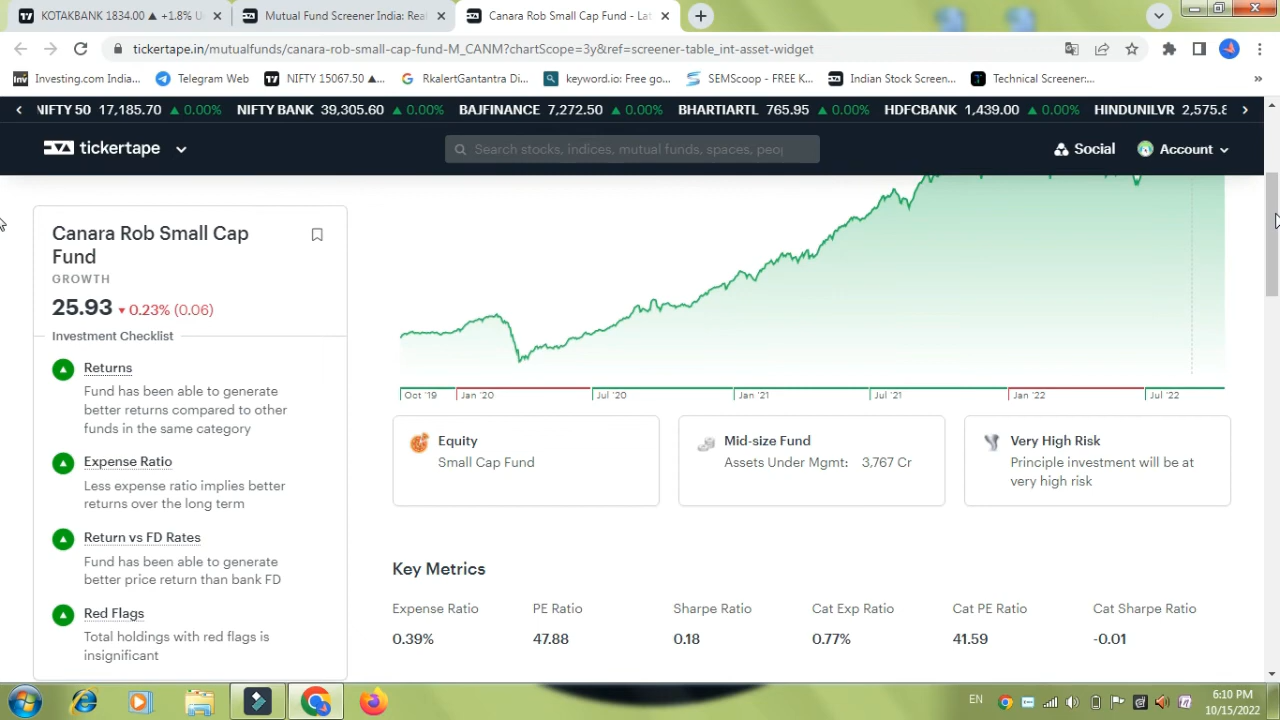 KOTAKBANK 1834.00 ▲ +1.8% U
Mutual Fund Screener India: Rea
Canara Rob Small Cap Fund - Lat
tickertape.in/mutualfunds/canara-rob-small-cap-fund-M_CANM?chartScope=3y&ref=screener-table_int-asset-widget
Investing.com India... Telegram Web NIFTY 15067.50 ▲... RkalertGantantra Di... keyword.io: Free go... SEMScoop – FREE K... Indian Stock Screen... Technical Screener:... »
NIFTY 50 17,185.70 ▲ 0.00% NIFTY BANK 39,305.60 ▲ 0.00% BAJFINANCE 7,272.50 ▲ 0.00% BHARTIARTL 765.95 ▲ 0.00% HDFCBANK 1,439.00 ▲ 0.00% HINDUNILVR 2,575.8
tickertape
Search stocks, indices, mutual funds, spaces, peop
Social Account
Canara Rob Small Cap
Fund
GROWTH
25.93 ▾ 0.23% (0.06)
Investment Checklist
Returns
Fund has been able to generate
better returns compared to other
funds in the same category
Expense Ratio
Less expense ratio implies better
returns over the long term
Return vs FD Rates
Fund has been able to generate
better price return than bank FD
Red Flags
Total holdings with red flags is
insignificant
Oct '19 Jan '20 Jul '20 Jan '21 Jul '21 Jan '22 Jul '22
Equity
Small Cap Fund
Mid-size Fund
Assets Under Mgmt: 3,767 Cr
Very High Risk
Principle investment will be at
very high risk
Key Metrics
Expense Ratio PE Ratio Sharpe Ratio Cat Exp Ratio Cat PE Ratio Cat Sharpe Ratio
0.39% 47.88 0.18 0.77% 41.59 -0.01
EN
6:10 PM
10/15/2022